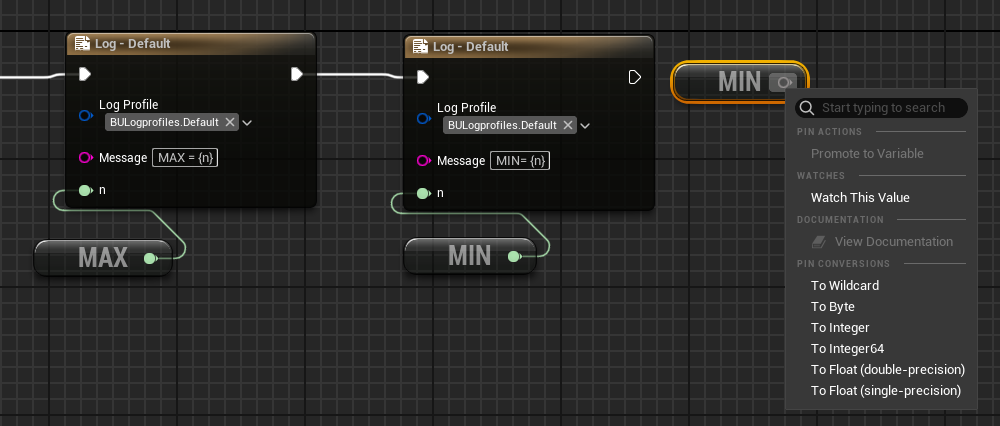 Log - Default
Log Profile
BULogprofiles.Default
Message MAX = {n}
n
MAX
Log - Default
Log Profile
BULogprofiles.Default
Message MIN= {n}
n
MIN
MIN
Start typing to search
PIN ACTIONS
Promote to Variable
WATCHES
Watch This Value
DOCUMENTATION
View Documentation
PIN CONVERSIONS
To Wildcard
To Byte
To Integer
To Integer64
To Float (double-precision)
To Float (single-precision)